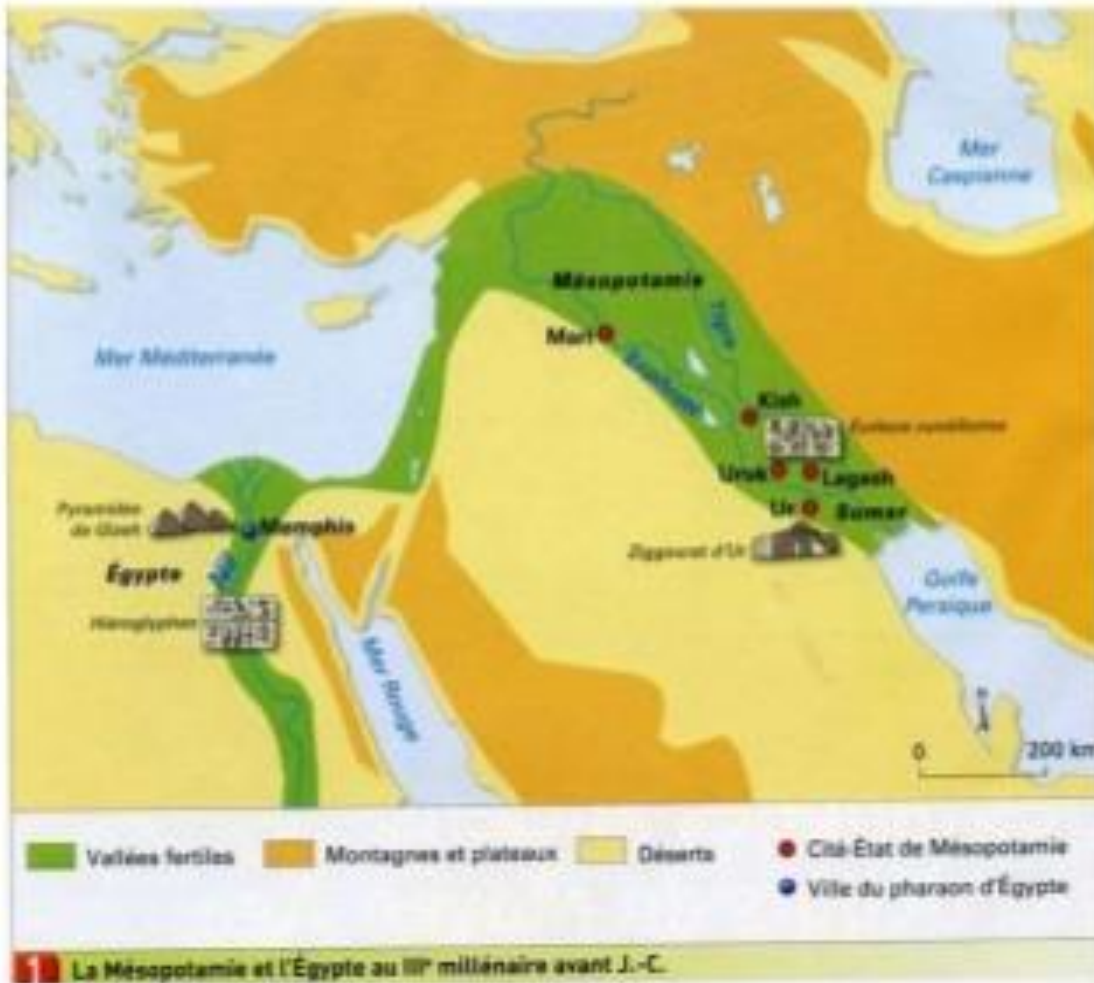 Mer
Caspienne
Mésopotamie
Tigre
Mari
Mer Méditerranée
Euphrate
Kish
Écriture cunéiforme
Uruk
Lagash
Pyramides
de Gizeh
Memphis
Ur
Sumer
Ziggourat d'Ur
Égypte
Nil
Golfe
Persique
Hiéroglyphes
Mer Rouge
N
0
200 km
Vallées fertiles
Montagnes et plateaux
Déserts
Cité-État de Mésopotamie
Ville du pharaon d'Égypte
1 La Mésopotamie et l'Égypte au IIIᵉ millénaire avant J.-C.